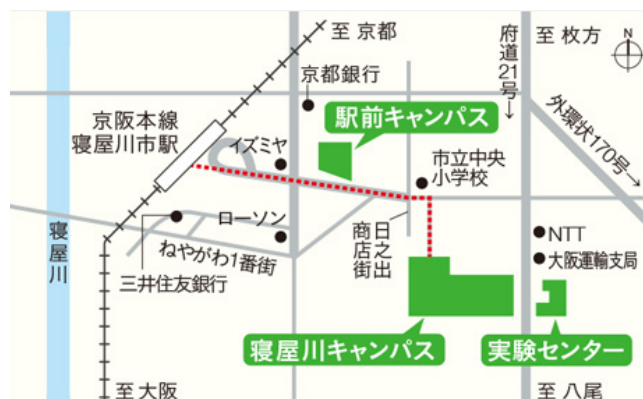 至 京都
府道21号→
至 枚方
N
京都銀行
外環状170号→
京阪本線
寝屋川市駅
イズミヤ
駅前キャンパス
市立中央
小学校
寝屋川
ローソン
ねやがわ1番街
三井住友銀行
日之出
商店街
NTT
大阪運輸支局
寝屋川キャンパス
実験センター
至 大阪
至 八尾